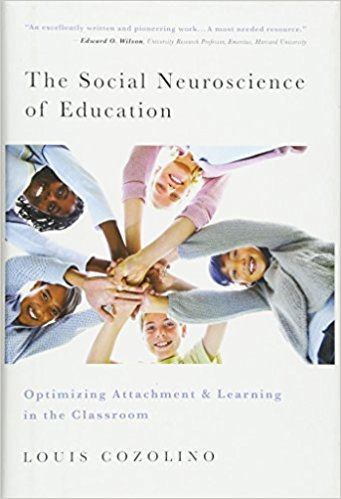 "An excellently written and pioneering work... A most needed resource."
— Edward O. Wilson, University Research Professor, Emeritus, Harvard University
The Social Neuroscience
of Education
Optimizing Attachment & Learning
in the Classroom
LOUIS COZOLINO